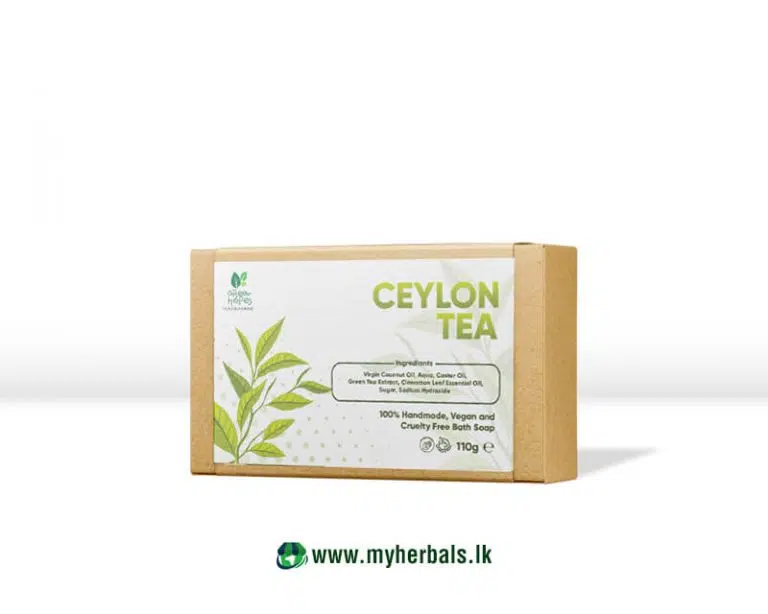 CEYLON
TEA
Ingredients
Virgin Coconut Oil, Aqua, Castor Oil,
Green Tea Extract, Cinnamon Leaf Essential Oil,
Sugar, Sodium Hydroxide
100% Handmade, Vegan and
Cruelty Free Bath Soap
110g ℮
www.myherbals.lk